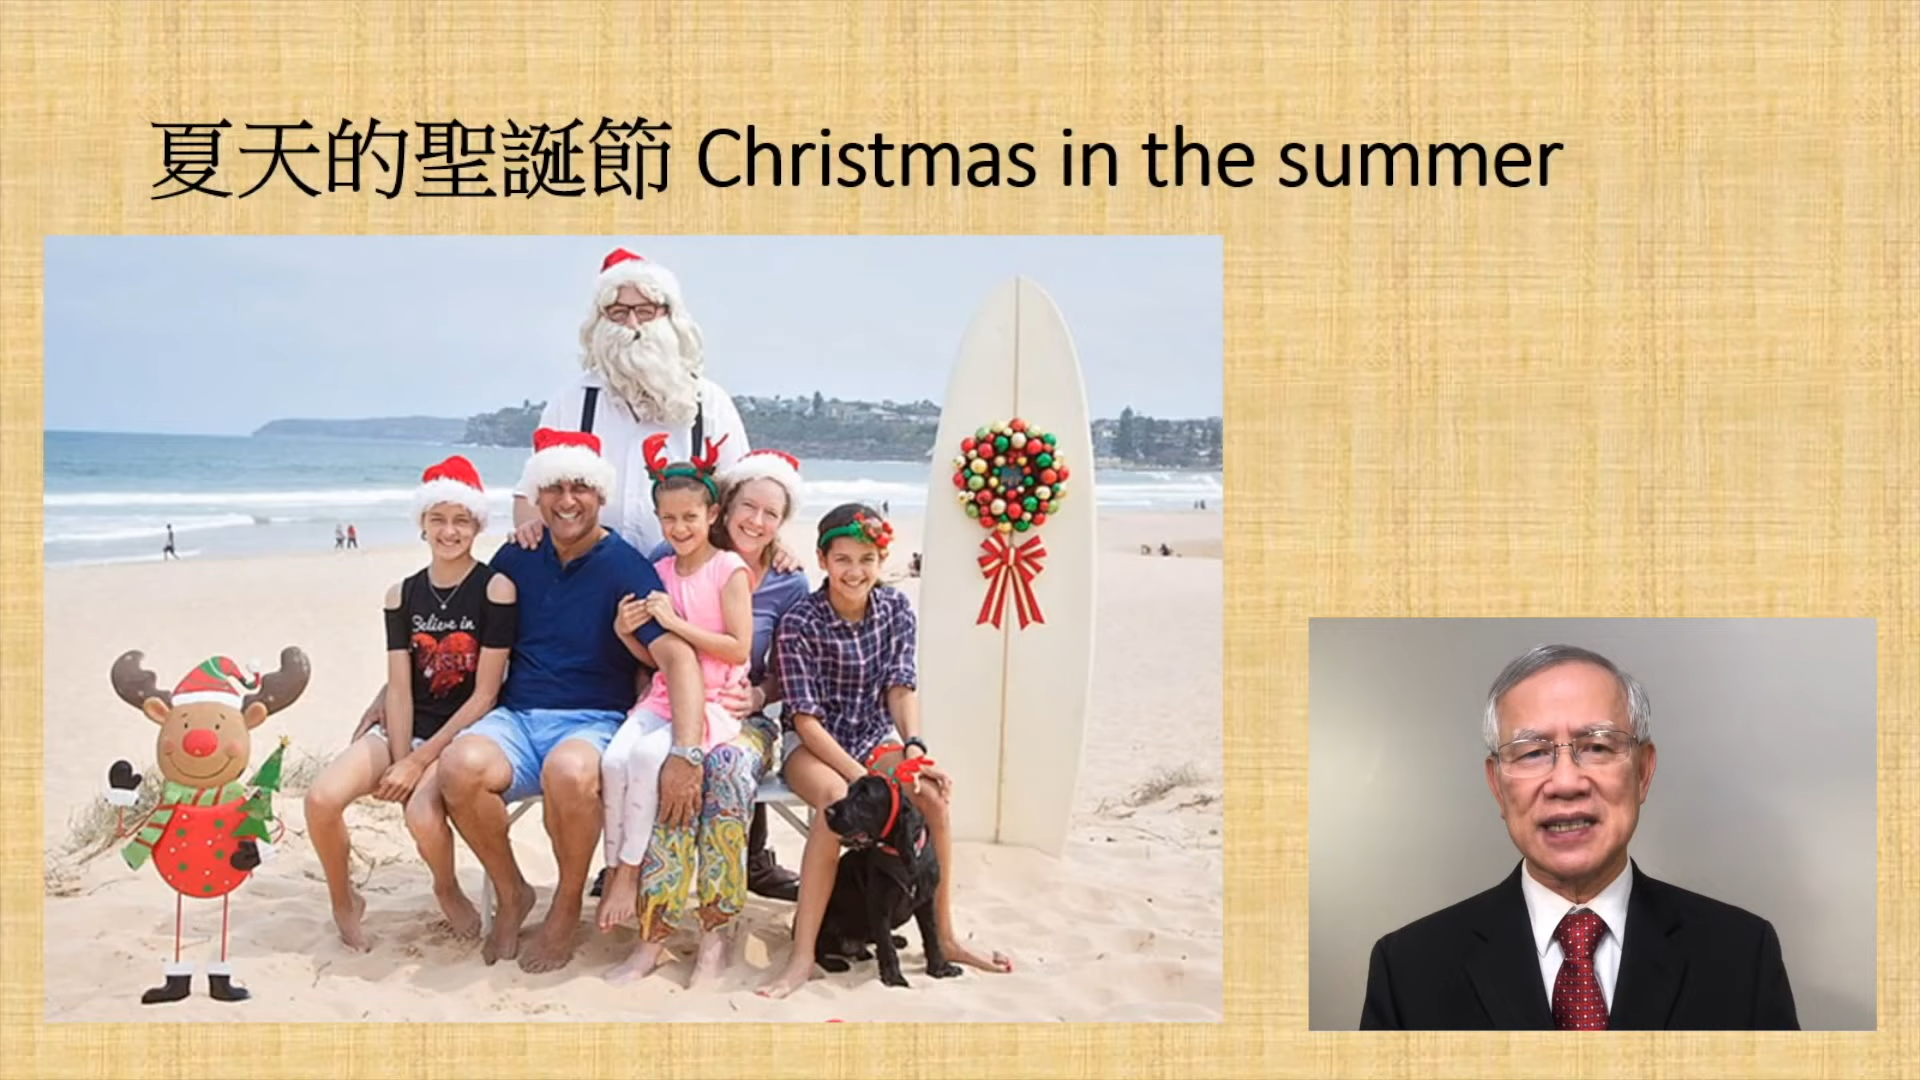 夏天的聖誕節 Christmas in the summer
Believe in